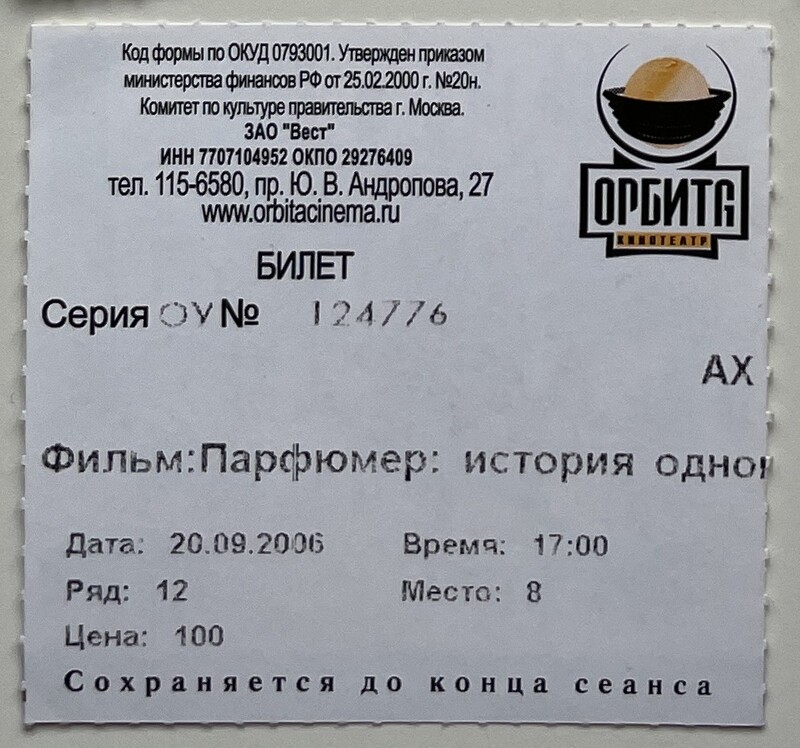 Код формы по ОКУД 0793001. Утвержден приказом
министерства финансов РФ от 25.02.2000 г. №20н.
Комитет по культуре правительства г. Москва.
ЗАО "Вест"
ИНН 7707104952 ОКПО 29276409
тел. 115-6580, пр. Ю. В. Андропова, 27
www.orbitacinema.ru
ОРБИТА
КИНОТЕАТР
БИЛЕТ
Серия ОУ № 124776
АХ
Фильм:Парфюмер: история одног
Дата: 20.09.2006 Время: 17:00
Ряд: 12 Место: 8
Цена: 100
Сохраняется до конца сеанса